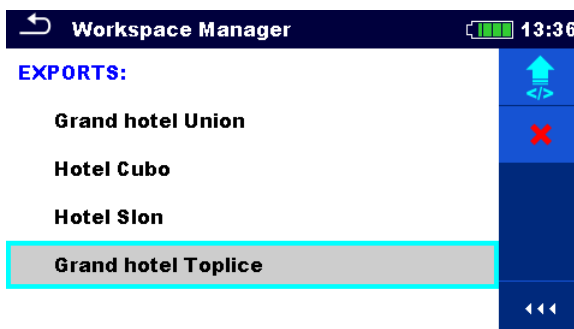 Workspace Manager 13:36
EXPORTS:
</>
Grand hotel Union
Hotel Cubo
Hotel Slon
Grand hotel Toplice